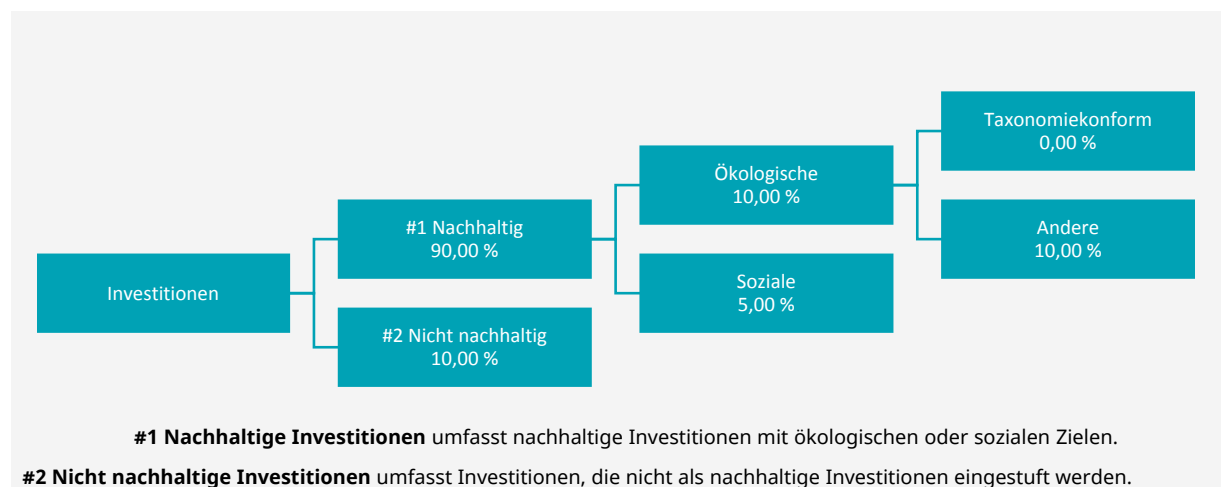 Investitionen
#1 Nachhaltig
90,00 %
#2 Nicht nachhaltig
10,00 %
Ökologische
10,00 %
Soziale
5,00 %
Taxonomiekonform
0,00 %
Andere
10,00 %
#1 Nachhaltige Investitionen umfasst nachhaltige Investitionen mit ökologischen oder sozialen Zielen.
#2 Nicht nachhaltige Investitionen umfasst Investitionen, die nicht als nachhaltige Investitionen eingestuft werden.